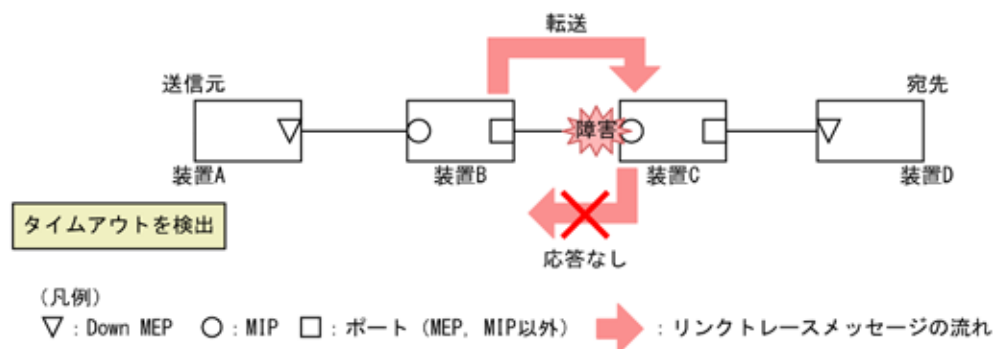 転送
送信元
宛先
障害
装置A
装置B
装置C
装置D
タイムアウトを検出
応答なし
(凡例)
▽ : Down MEP ○ : MIP □ : ポート (MEP, MIP以外) : リンクトレースメッセージの流れ